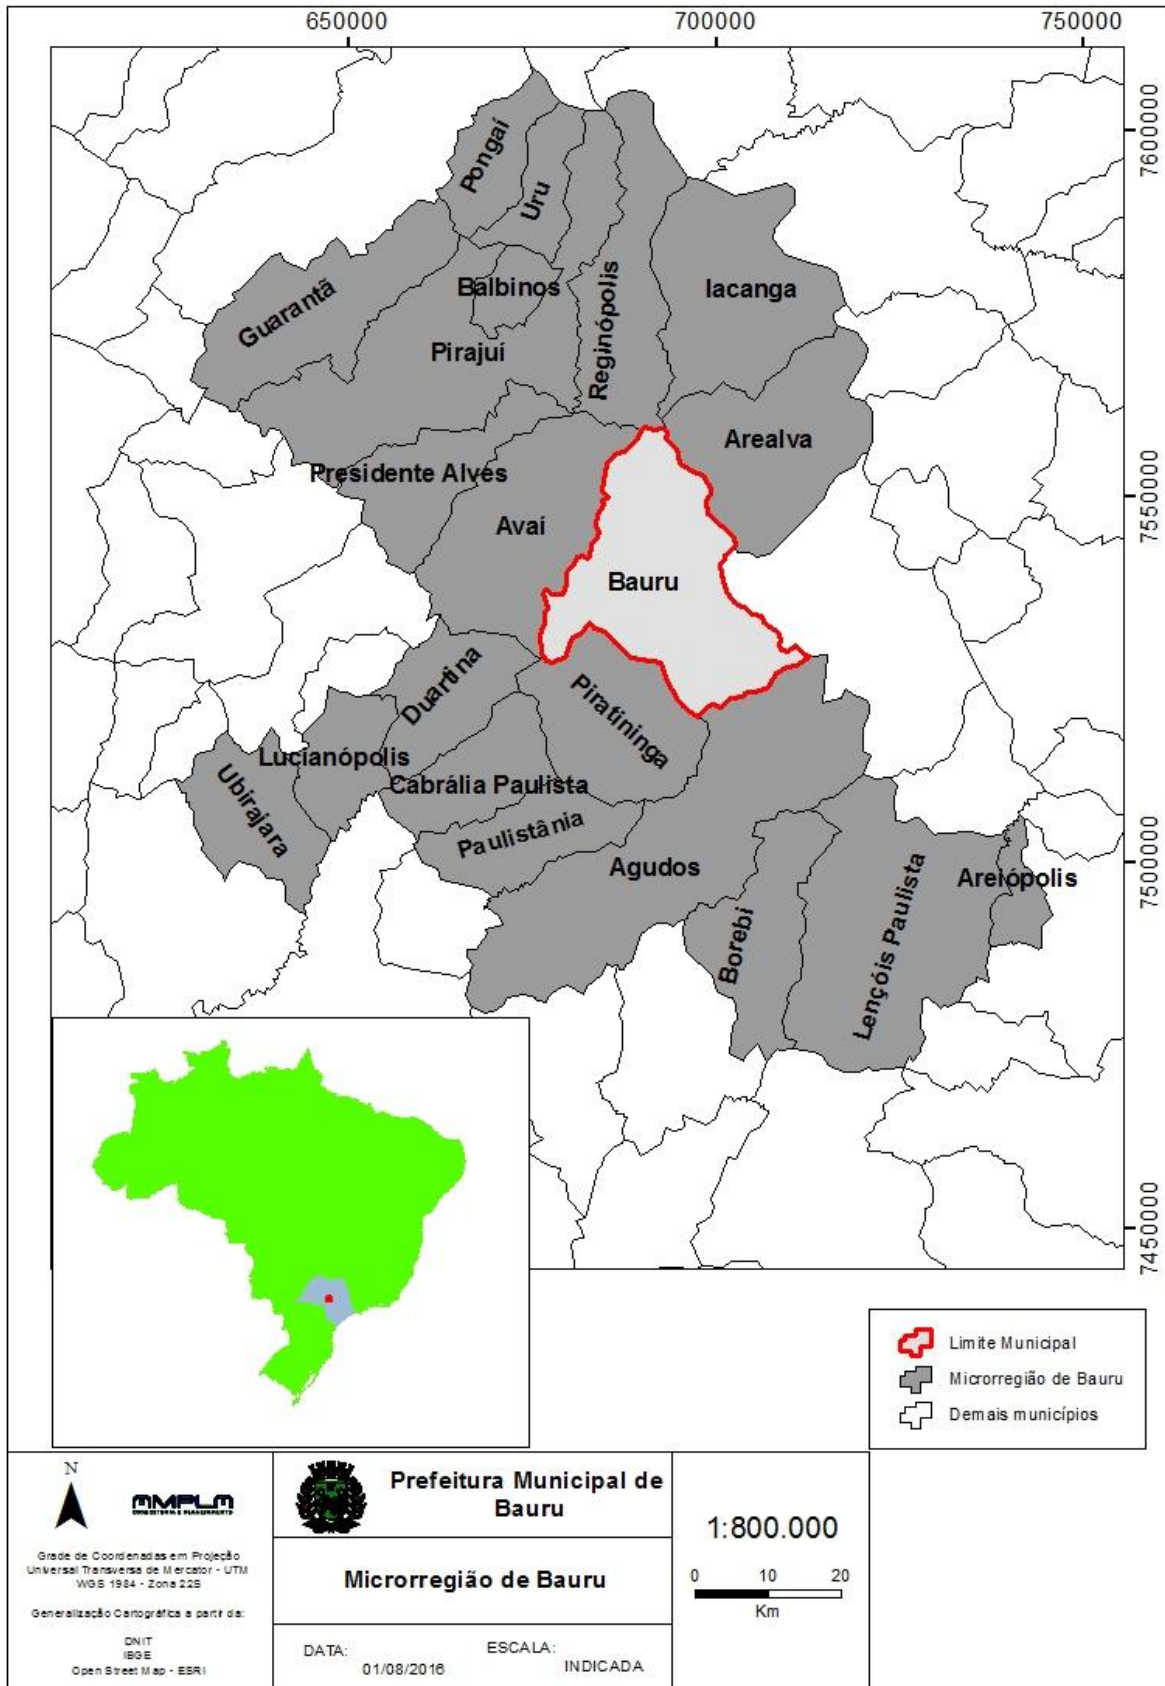 650000
700000
750000
7600000
7550000
7500000
7450000
Pongaí
Uru
Balbinos
Guarantã
Pirajuí
Reginópolis
Iacanga
Arealva
Presidente Alves
Avaí
Bauru
Duartina
Piratininga
Lucianópolis
Ubirajara
Cabrália Paulista
Paulistânia
Agudos
Borebi
Lençóis Paulista
Areiópolis
Limite Municipal
Microrregião de Bauru
Demais municípios
N
MMPLM
CONSULTORIA E PLANEJAMENTO
Grade de Coordenadas em Projeção
Universal Transversa de Mercator - UTM
WGS 1984 - Zona 22S
Generalização Cartográfica a partir da:
DNIT
IBGE
Open Street Map - ESRI
Prefeitura Municipal de
Bauru
Microrregião de Bauru
DATA:
01/08/2016
ESCALA:
INDICADA
1:800.000
0 10 20
Km